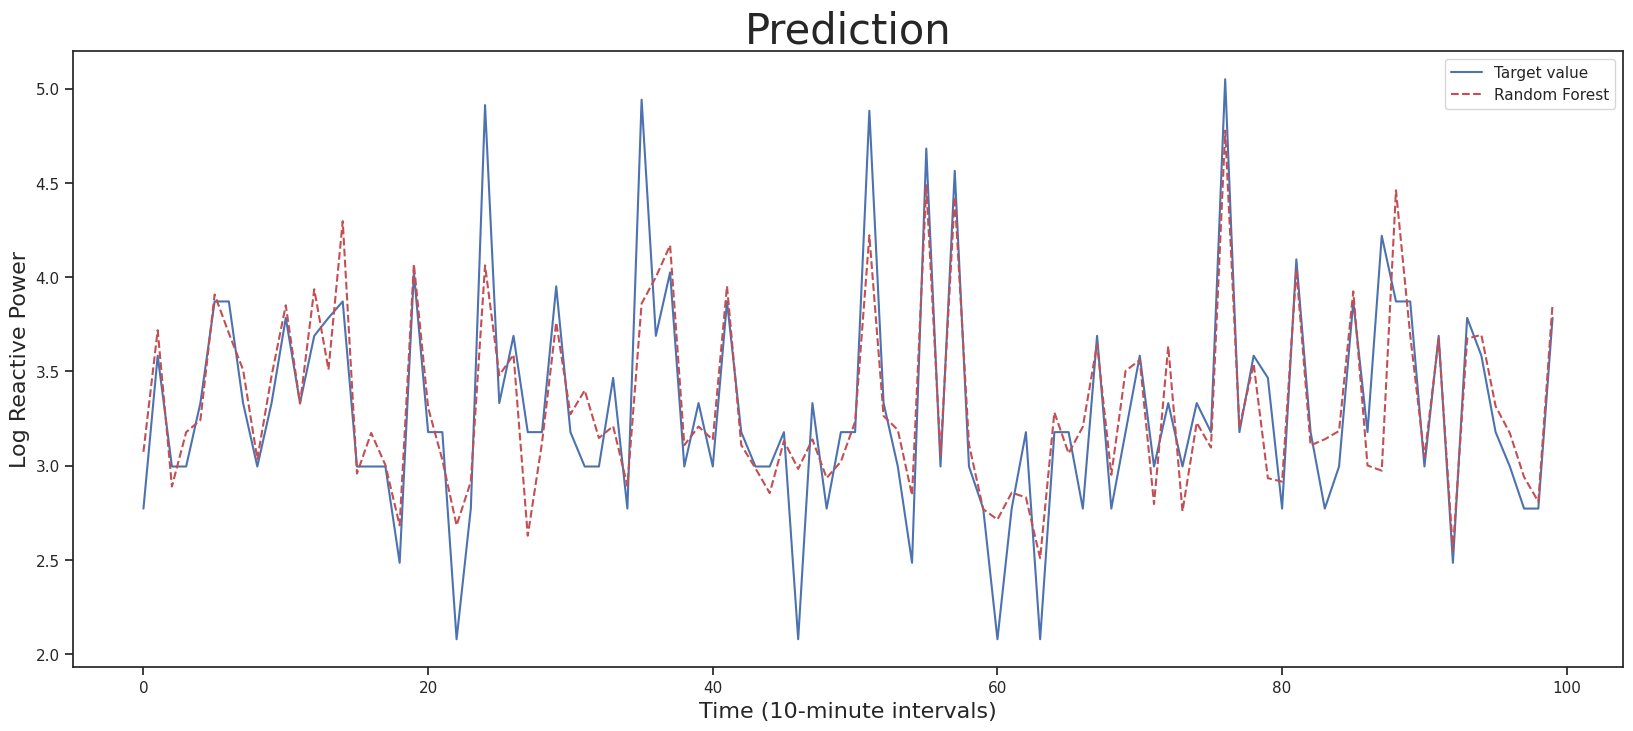 Prediction
Target value
Random Forest
Log Reactive Power
5.0
4.5
4.0
3.5
3.0
2.5
2.0
0
20
40
60
80
100
Time (10-minute intervals)